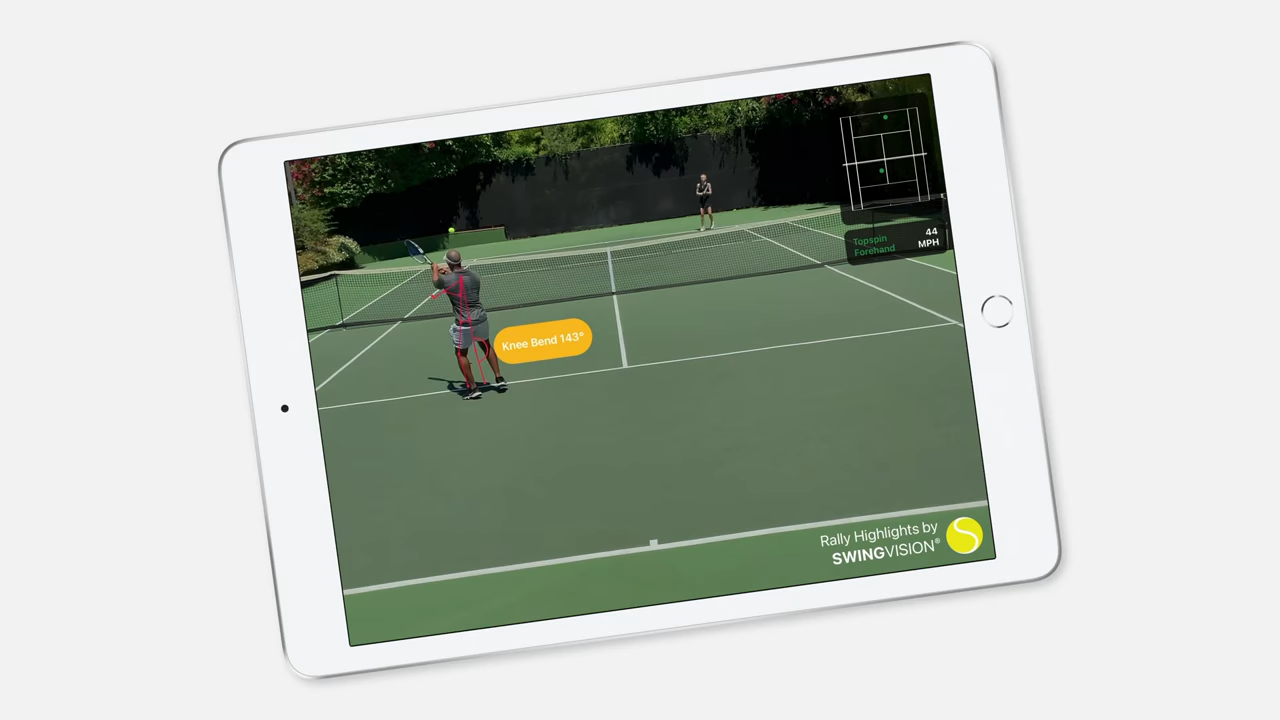 44
Topspin MPH
Forehand
Knee Bend 143°
Rally Highlights by
SWINGVISION®